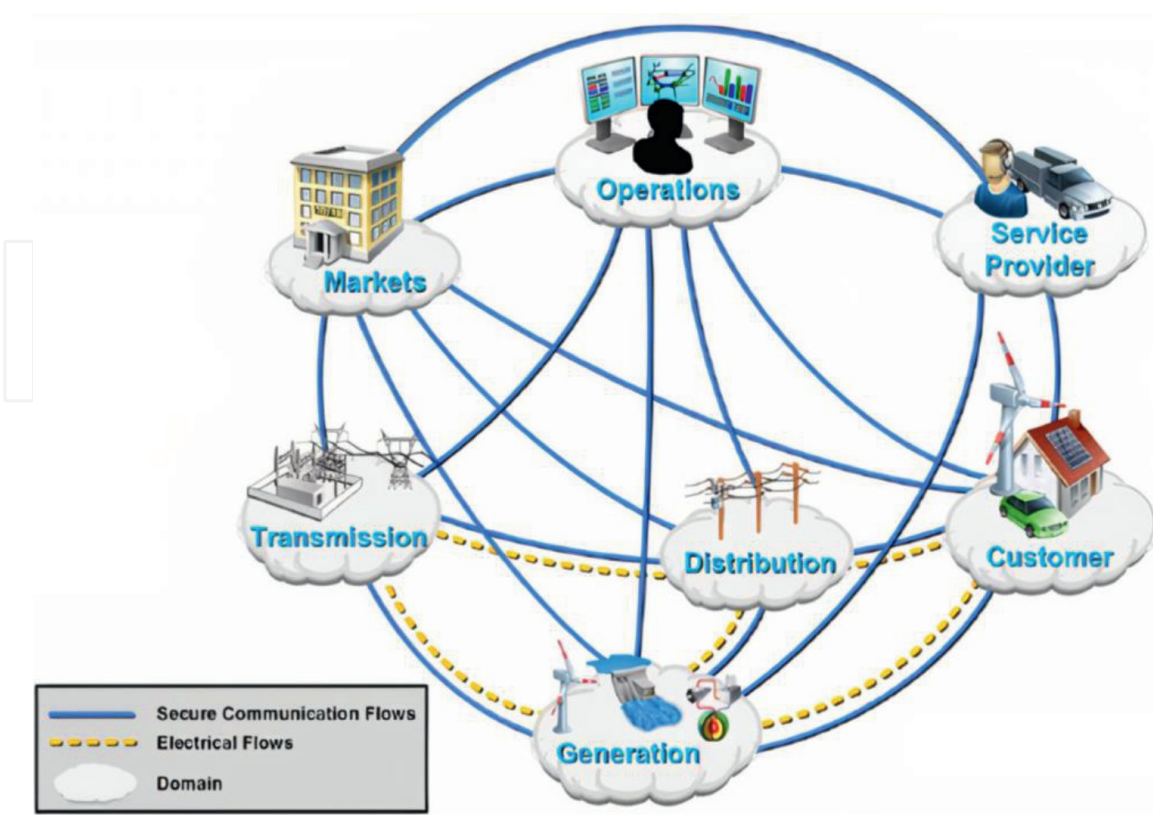 Operations
Service
Provider
Markets
Transmission
Distribution
Customer
Generation
Secure Communication Flows
Electrical Flows
Domain